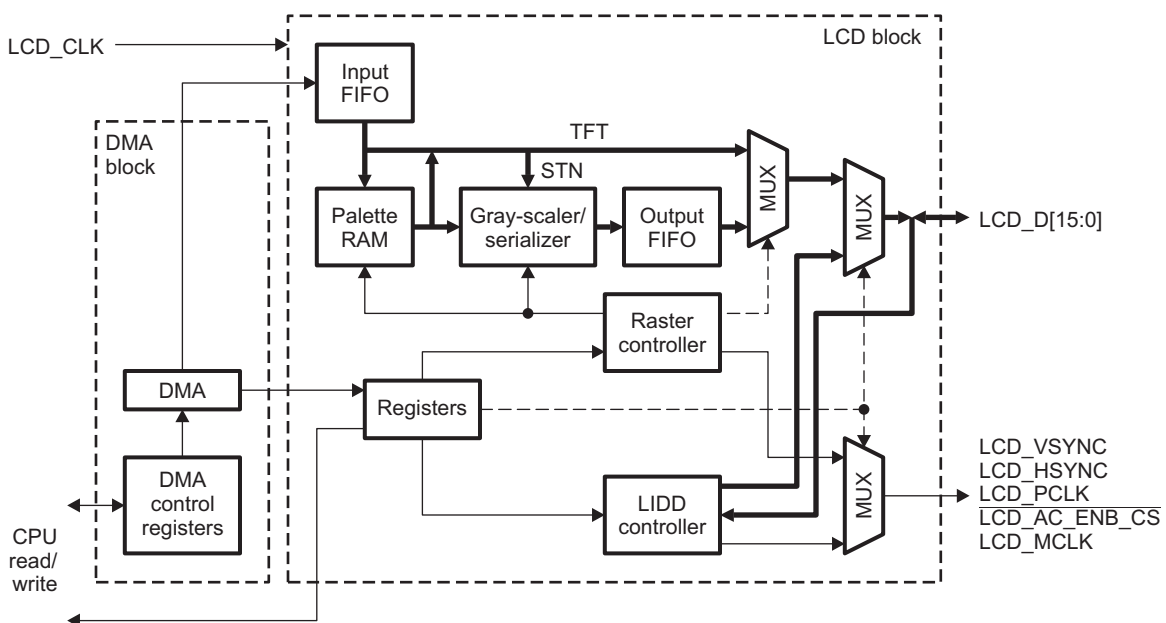 LCD_CLK
LCD block
Input
FIFO
DMA
block
TFT
STN
MUX
MUX
Palette
RAM
Gray-scaler/
serializer
Output
FIFO
LCD_D[15:0]
Raster
controller
DMA
Registers
DMA
control
registers
LIDD
controller
MUX
LCD_VSYNC
LCD_HSYNC
LCD_PCLK
LCD_AC_ENB_CS
LCD_MCLK
CPU
read/
write